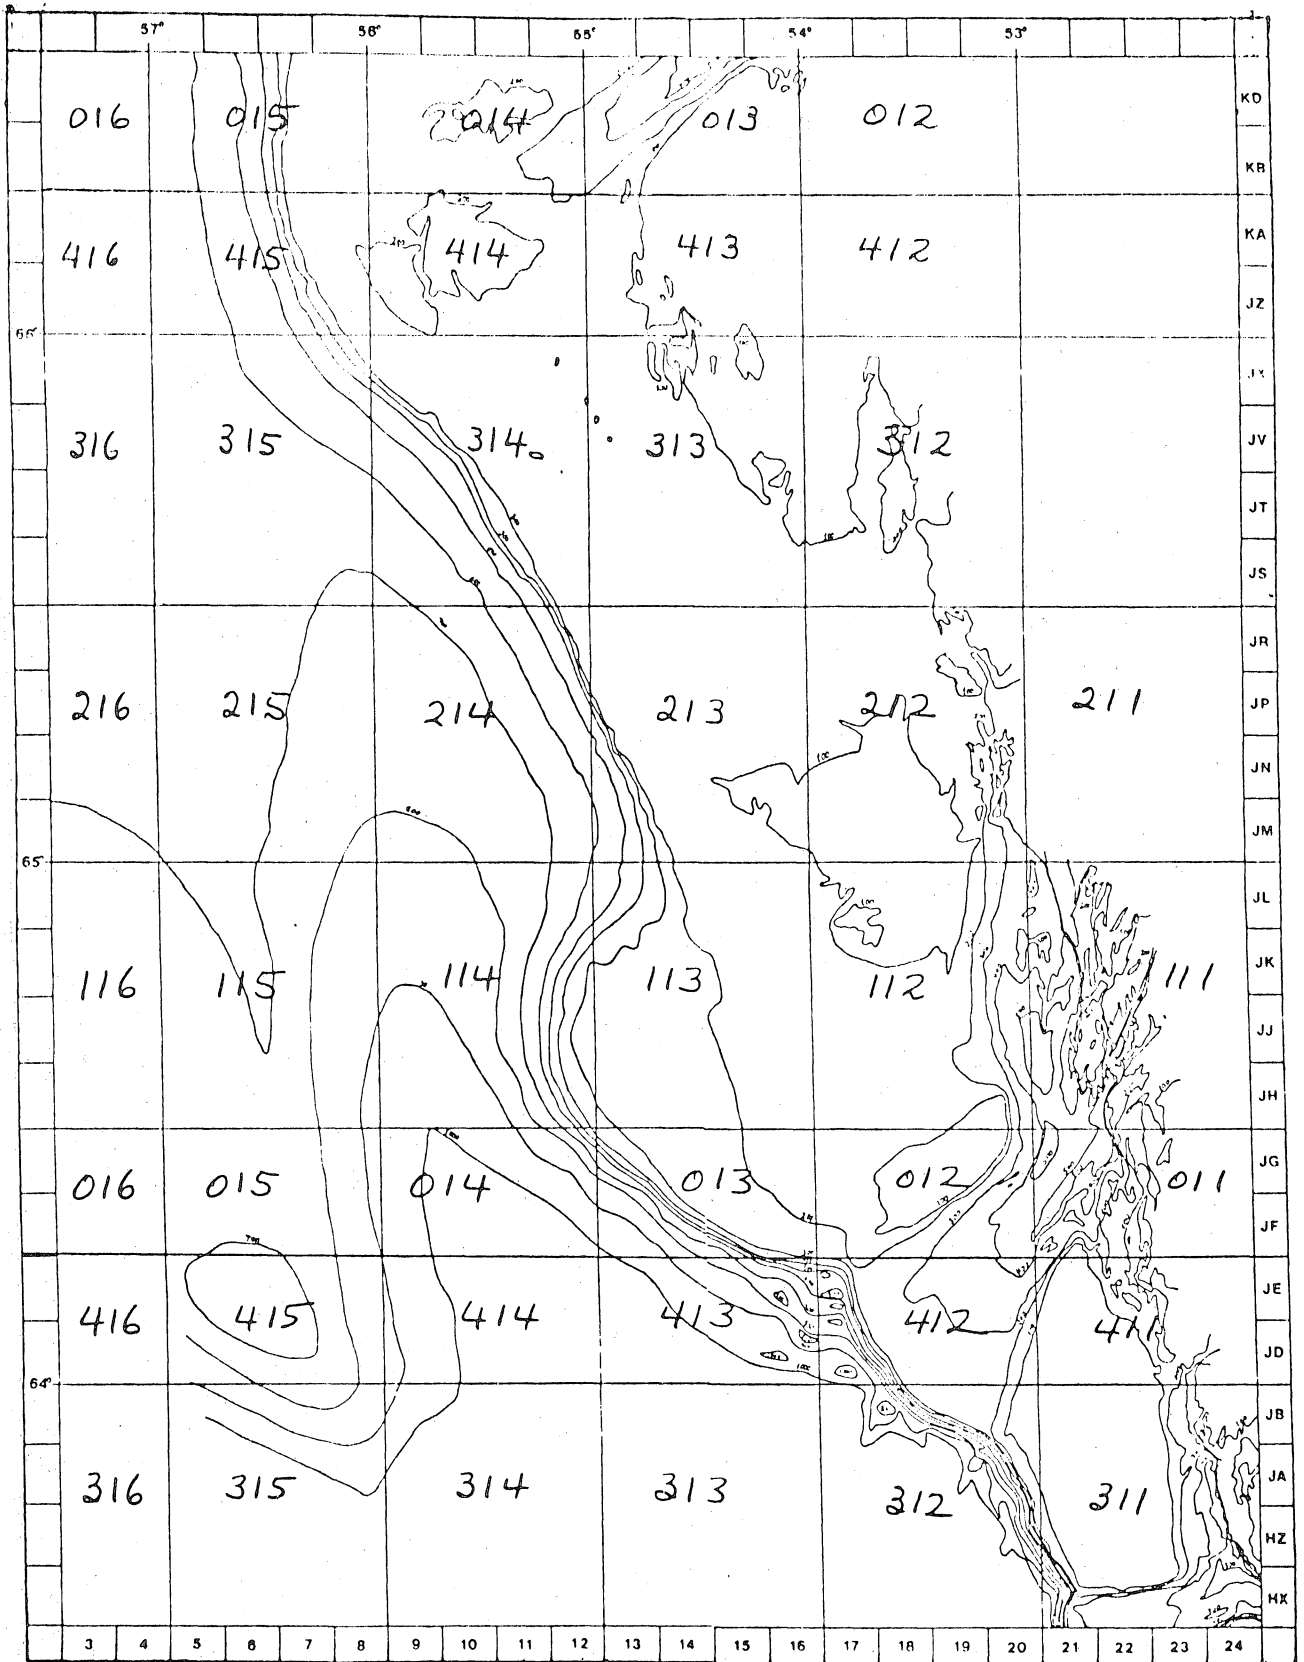 57° 56° 55° 54° 53°
KD
016 015 014 013 012
KB
KA
416 415 414 413 412
JZ
66°
JX
316 315 314 313 312
JV
JT
JS
JR
216 215 214 213 212 211
JP
JN
JM
65°
JL
116 115 114 113 112 111
JK
JJ
JH
JG
016 015 014 013 012 011
JF
JE
416 415 414 413 412 411
JD
64°
JB
316 315 314 313 312 311
JA
HZ
HX
3 4 5 6 7 8 9 10 11 12 13 14 15 16 17 18 19 20 21 22 23 24